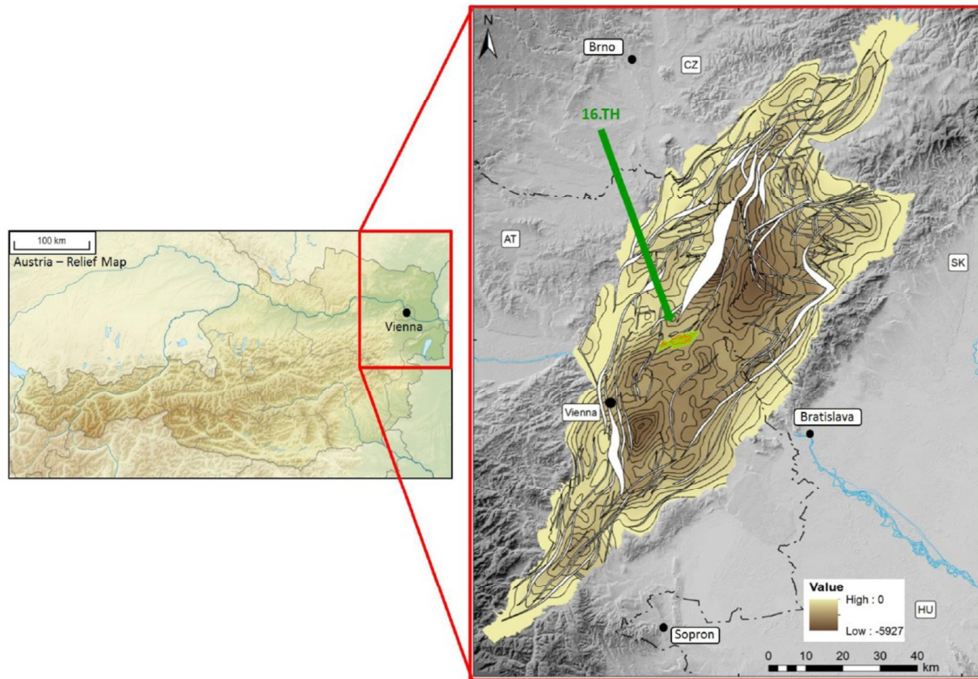 100 km
Austria – Relief Map
Vienna
N
Brno
CZ
16.TH
AT
SK
Vienna
Bratislava
Value
High : 0
Low : -5927
HU
Sopron
0 10 20 30 40
km